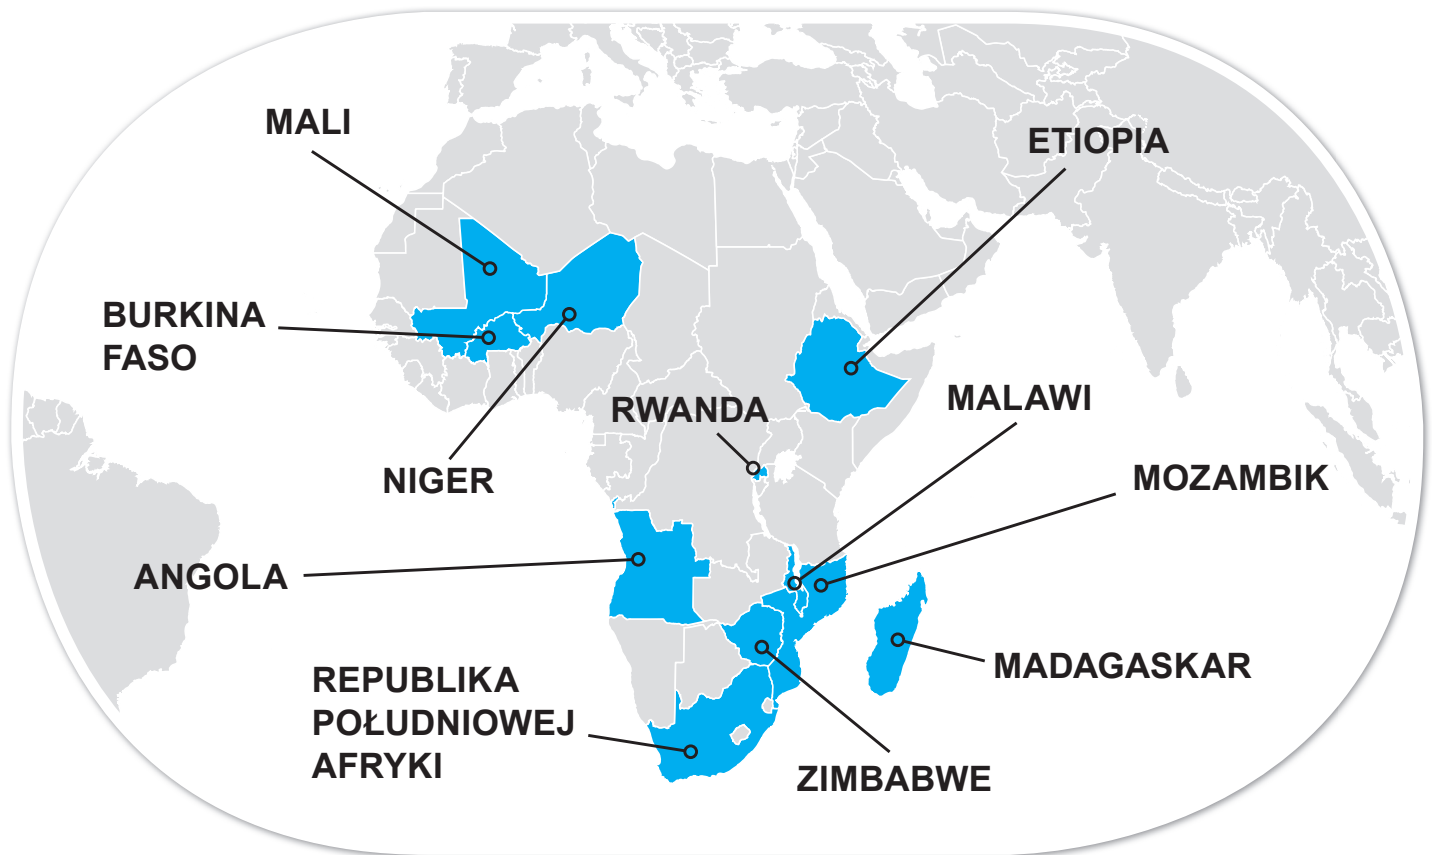 MALI
ETIOPIA
BURKINA
FASO
MALAWI
RWANDA
MOZAMBIK
NIGER
ANGOLA
MADAGASKAR
REPUBLIKA
POŁUDNIOWEJ
AFRYKI
ZIMBABWE